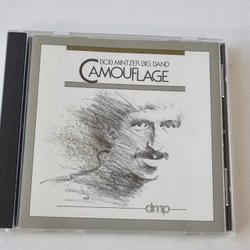 BOB MINTZER BIG BAND
CAMOUFLAGE
dmp